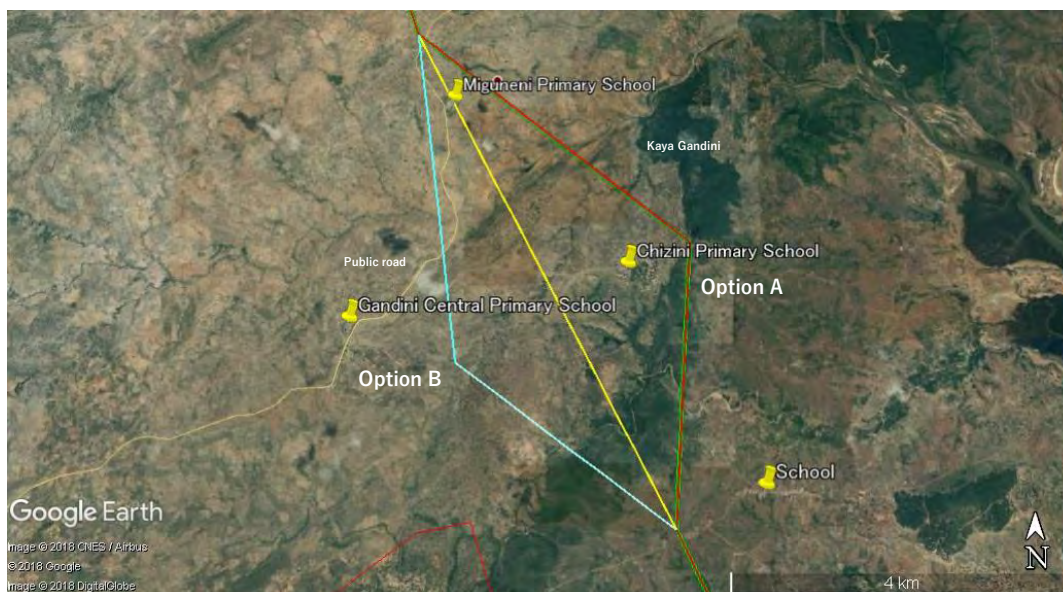 Miguneni Primary School
Kaya Gandini
Chizini Primary School
Public road
Option A
Gandini Central Primary School
Option B
School
Google Earth
Image © 2018 CNES / Airbus
© 2018 Google
Image © 2018 DigitalGlobe
N
4 km